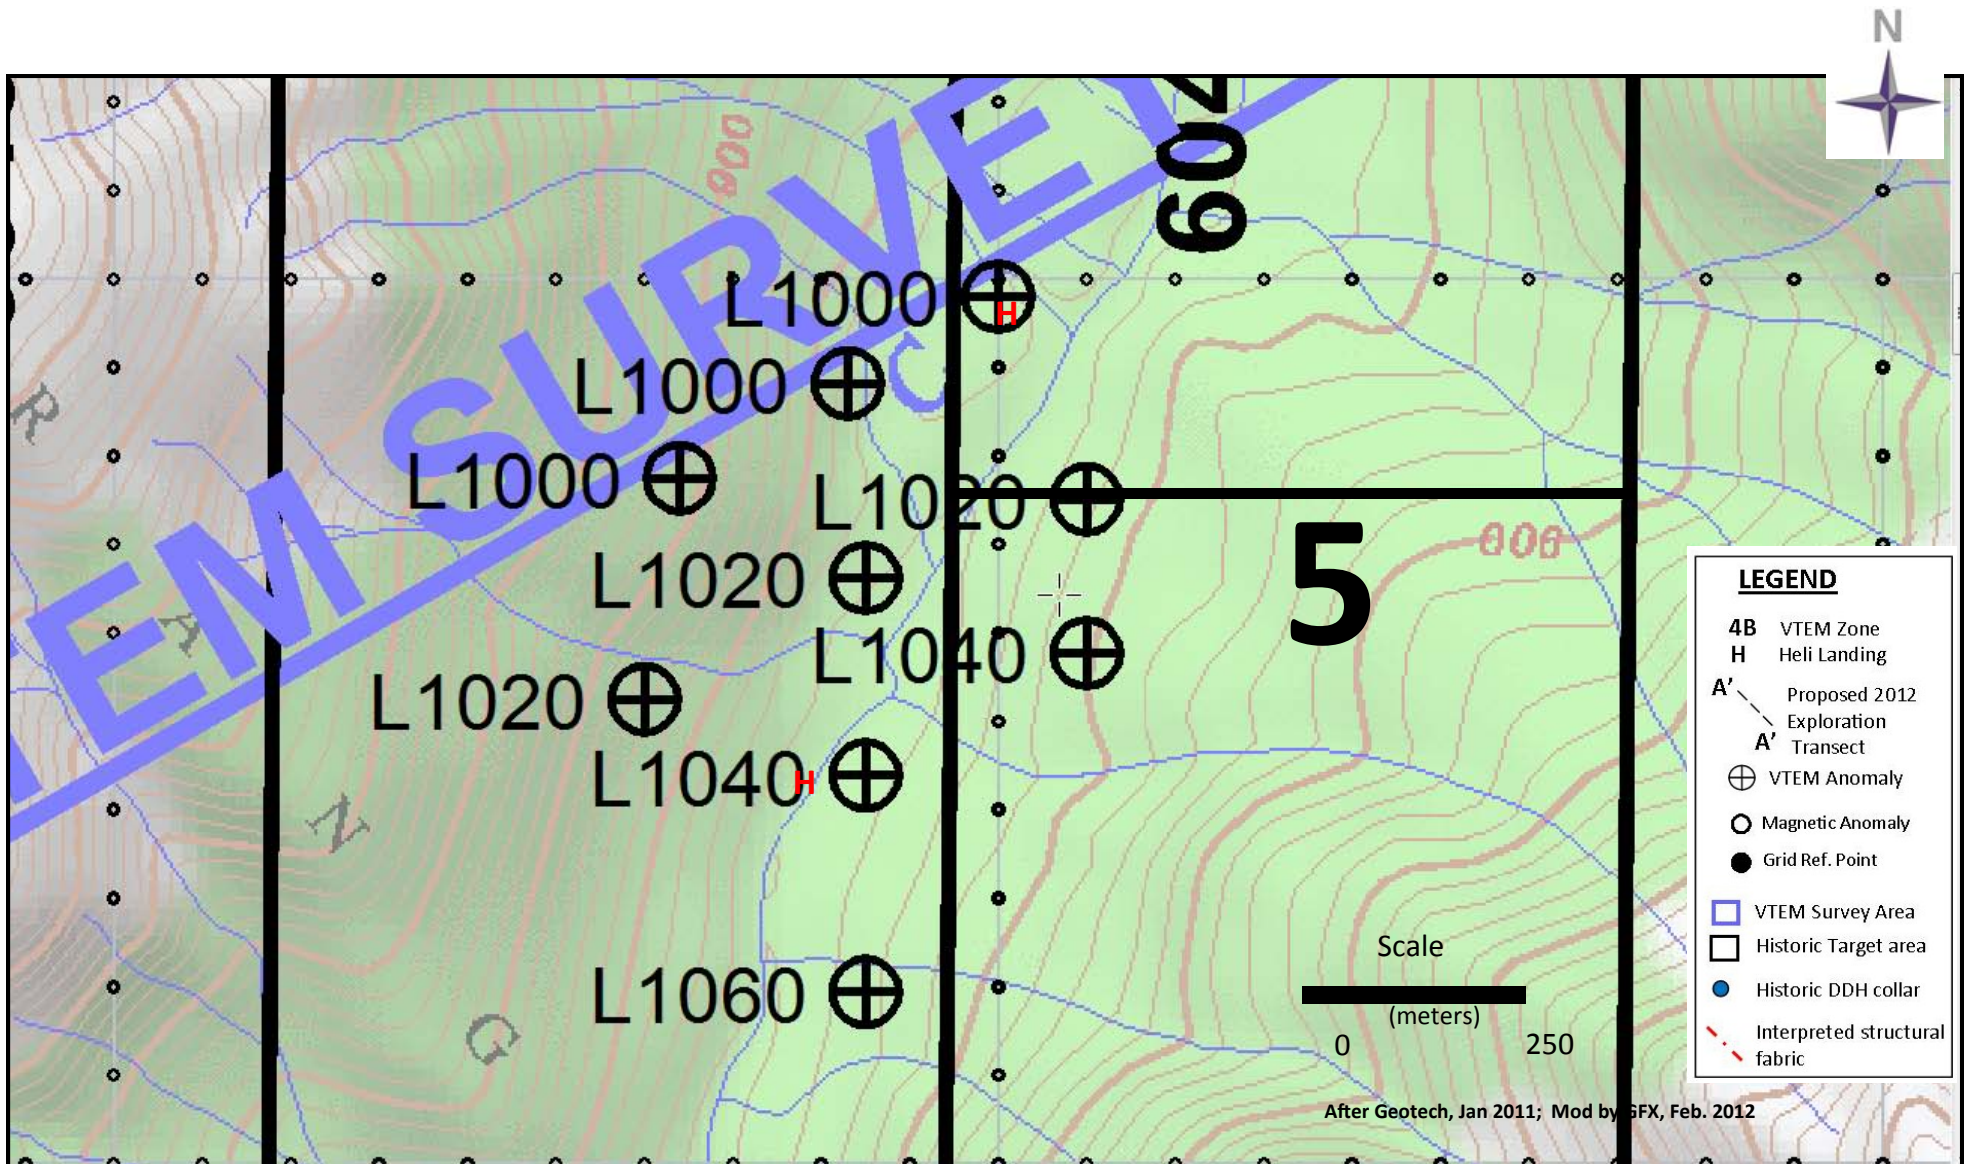 N
VTEM SURVEY
602
900
L1000
L1000
C
L1000
L1020
R
L1020
L1040
A
L1020
L1040
N
L1060
G
H
H
5
900
LEGEND
4B VTEM Zone
H Heli Landing
A' Proposed 2012
Exploration
A' Transect
VTEM Anomaly
Magnetic Anomaly
Grid Ref. Point
VTEM Survey Area
Historic Target area
Historic DDH collar
Interpreted structural
fabric
Scale
(meters)
0 250
After Geotech, Jan 2011; Mod by GFX, Feb. 2012